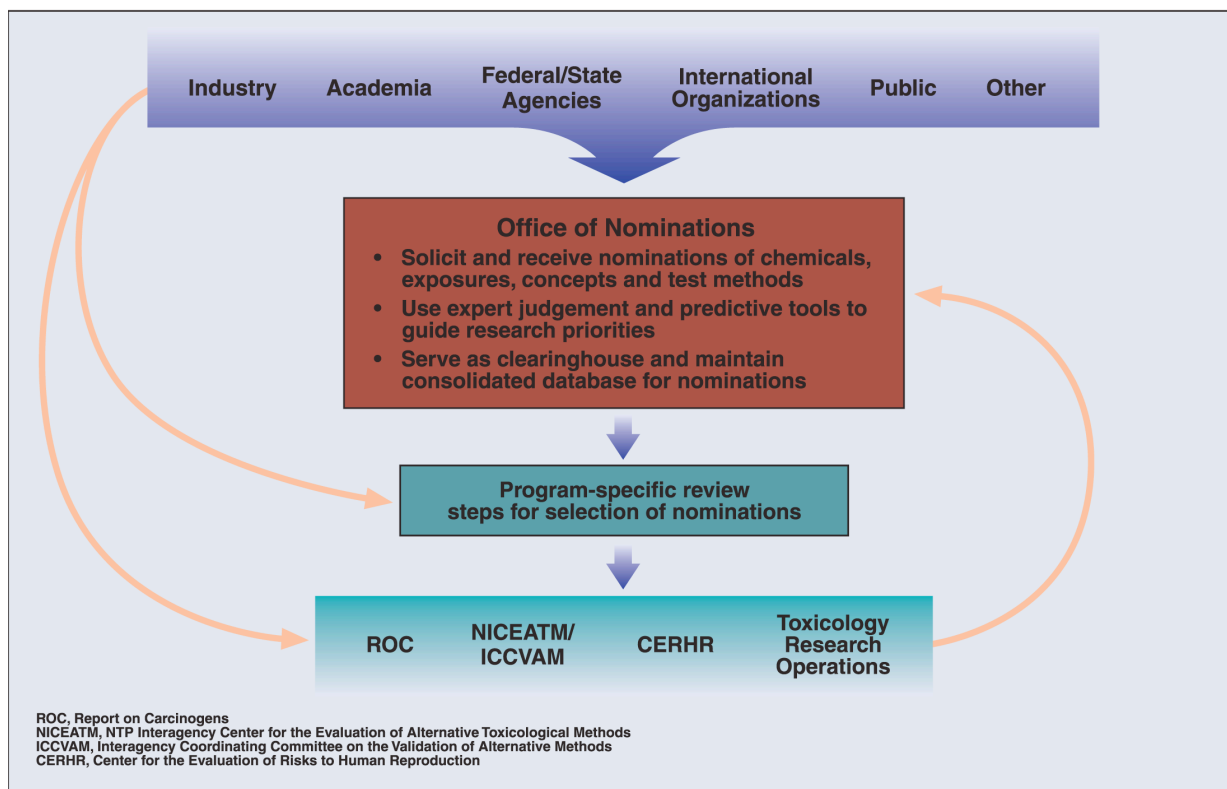 Industry
Academia
Federal/State
Agencies
International
Organizations
Public
Other
Office of Nominations
• Solicit and receive nominations of chemicals,
exposures, concepts and test methods
• Use expert judgement and predictive tools to
guide research priorities
• Serve as clearinghouse and maintain
consolidated database for nominations
Program-specific review
steps for selection of nominations
ROC
NICEATM/
ICCVAM
CERHR
Toxicology
Research
Operations
ROC, Report on Carcinogens
NICEATM, NTP Interagency Center for the Evaluation of Alternative Toxicological Methods
ICCVAM, Interagency Coordinating Committee on the Validation of Alternative Methods
CERHR, Center for the Evaluation of Risks to Human Reproduction